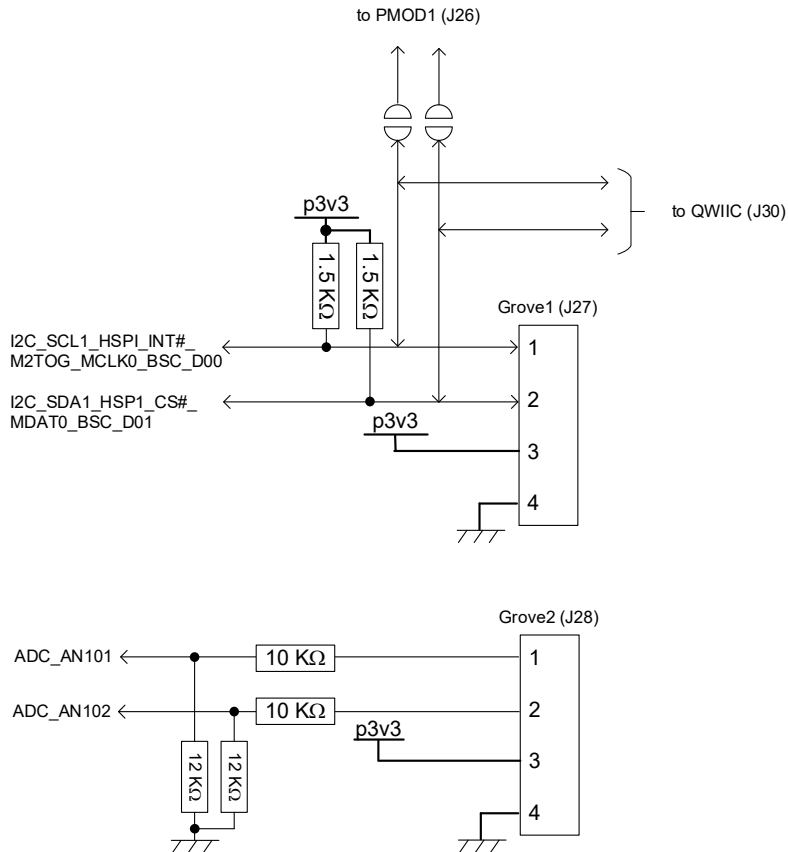 to PMOD1 (J26)
to QWIIC (J30)
p3v3
1.5 KΩ
1.5 KΩ
Grove1 (J27)
I2C_SCL1_HSPI_INT#_
M2TOG_MCLK0_BSC_D00
1
I2C_SDA1_HSP1_CS#_
MDAT0_BSC_D01
2
p3v3
3
4
Grove2 (J28)
ADC_AN101
10 KΩ
1
ADC_AN102
10 KΩ
2
p3v3
3
12 KΩ
12 KΩ
4